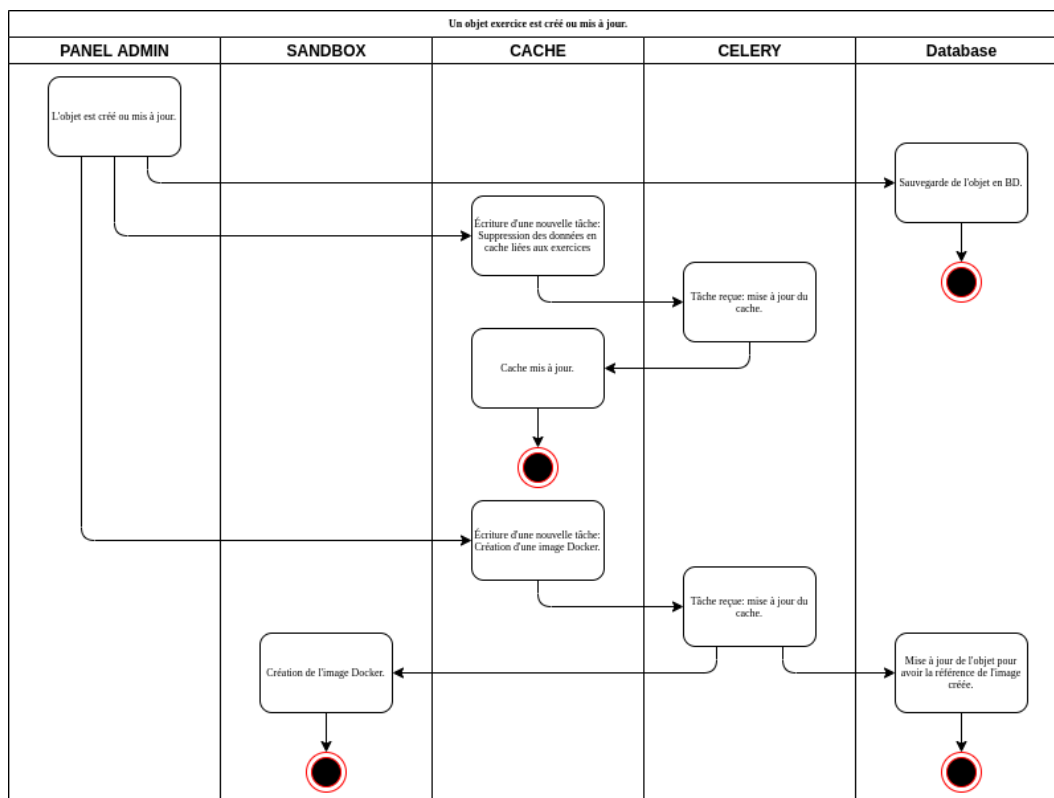 Un objet exercice est créé ou mis à jour.
PANEL ADMIN
SANDBOX
CACHE
CELERY
Database
L'objet est créé ou mis à jour.
Sauvegarde de l'objet en BD.
Écriture d'une nouvelle tâche:
Suppression des données en
cache liées aux exercices
Tâche reçue: mise à jour du
cache.
Cache mis à jour.
Écriture d'une nouvelle tâche:
Création d'une image Docker.
Tâche reçue: mise à jour du
cache.
Création de l'image Docker.
Mise à jour de l'objet pour
avoir la référence de l'image
créée.